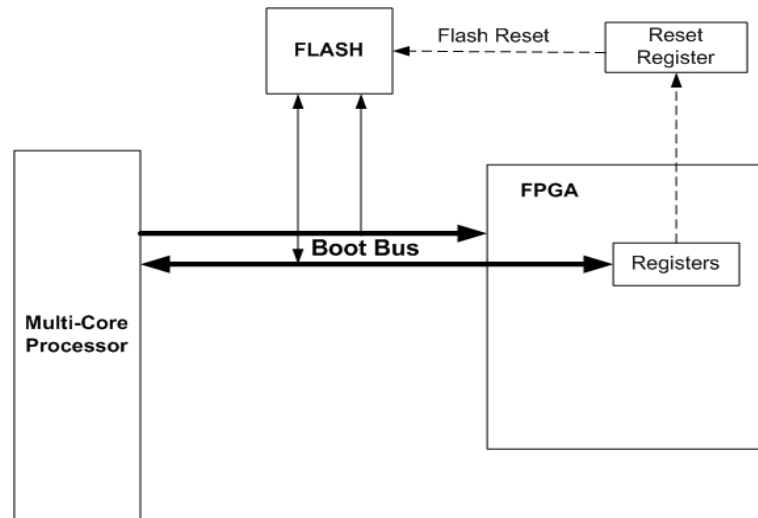 FLASH
Flash Reset
Reset
Register
FPGA
Boot Bus
Registers
Multi-Core
Processor